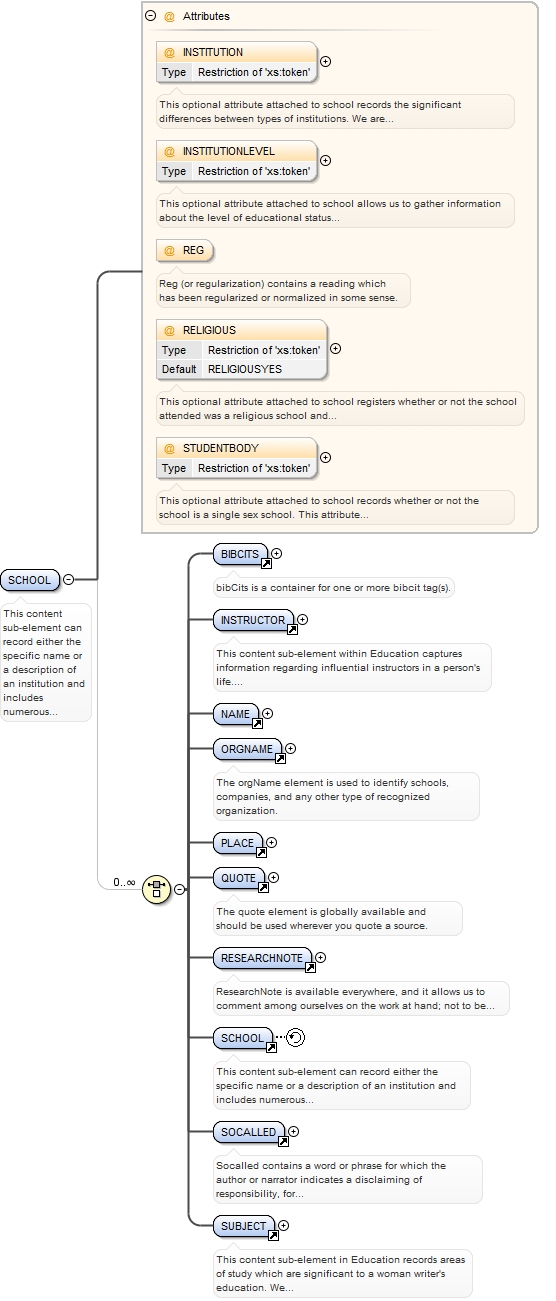 Attributes
@ INSTITUTION
Type Restriction of 'xs:token'
This optional attribute attached to school records the significant
differences between types of institutions. We are...
@ INSTITUTIONLEVEL
Type Restriction of 'xs:token'
This optional attribute attached to school allows us to gather information
about the level of educational status...
@ REG
Reg (or regularization) contains a reading which
has been regularized or normalized in some sense.
@ RELIGIOUS
Type Restriction of 'xs:token'
Default RELIGIOUSYES
This optional attribute attached to school registers whether or not the school
attended was a religious school and...
@ STUDENTBODY
Type Restriction of 'xs:token'
This optional attribute attached to school records whether or not the
school is a single sex school. This attribute...
SCHOOL
This content
sub-element can
record either the
specific name or
a description of
an institution and
includes
numerous...
0..∞
BIBCITS
bibCits is a container for one or more bibcit tag(s).
INSTRUCTOR
This content sub-element within Education captures
information regarding influential instructors in a person's
life....
NAME
ORGNAME
The orgName element is used to identify schools,
companies, and any other type of recognized
organization.
PLACE
QUOTE
The quote element is globally available and
should be used wherever you quote a source.
RESEARCHNOTE
ResearchNote is available everywhere, and it allows us to
comment among ourselves on the work at hand; not to be...
SCHOOL
This content sub-element can record either the
specific name or a description of an institution and
includes numerous...
SOCALLED
Socalled contains a word or phrase for which the
author or narrator indicates a disclaiming of
responsibility, for...
SUBJECT
This content sub-element in Education records areas
of study which are significant to a woman writer's
education. We...